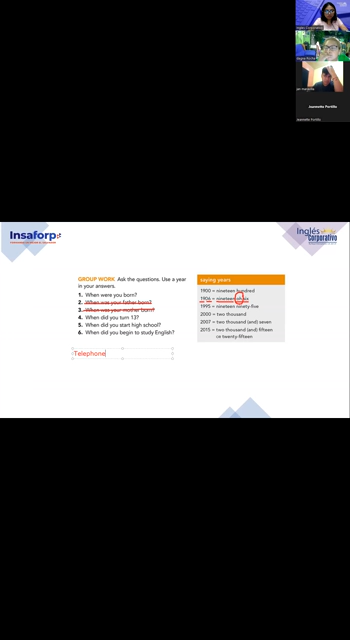 Jeannette Portillo
Jeannette Portillo
Insaforp
Inglés
Corporativo
GROUP WORK Ask the questions. Use a year
in your answers.
1. When were you born?
2. When was your father born?
3. When was your mother born?
4. When did you turn 13?
5. When did you start high school?
6. When did you begin to study English?
Telephone
saying years
1900 = nineteen hundred
1906 = nineteen oh six
1995 = nineteen ninety-five
2000 = two thousand
2007 = two thousand (and) seven
2015 = two thousand (and) fifteen
or twenty-fifteen